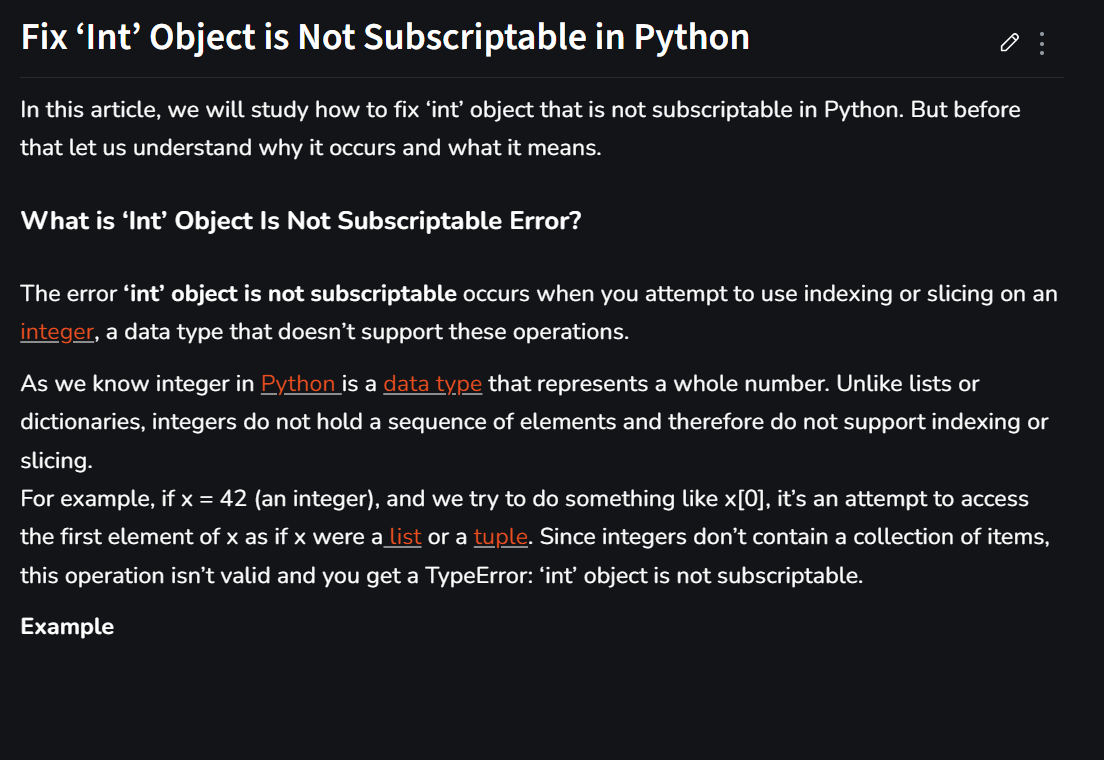 Fix ‘Int’ Object is Not Subscriptable in Python
In this article, we will study how to fix ‘int’ object that is not subscriptable in Python. But before
that let us understand why it occurs and what it means.
What is ‘Int’ Object Is Not Subscriptable Error?
The error ‘int’ object is not subscriptable occurs when you attempt to use indexing or slicing on an
integer, a data type that doesn’t support these operations.
As we know integer in Python is a data type that represents a whole number. Unlike lists or
dictionaries, integers do not hold a sequence of elements and therefore do not support indexing or
slicing.
For example, if x = 42 (an integer), and we try to do something like x[0], it’s an attempt to access
the first element of x as if x were a list or a tuple. Since integers don’t contain a collection of items,
this operation isn’t valid and you get a TypeError: ‘int’ object is not subscriptable.
Example